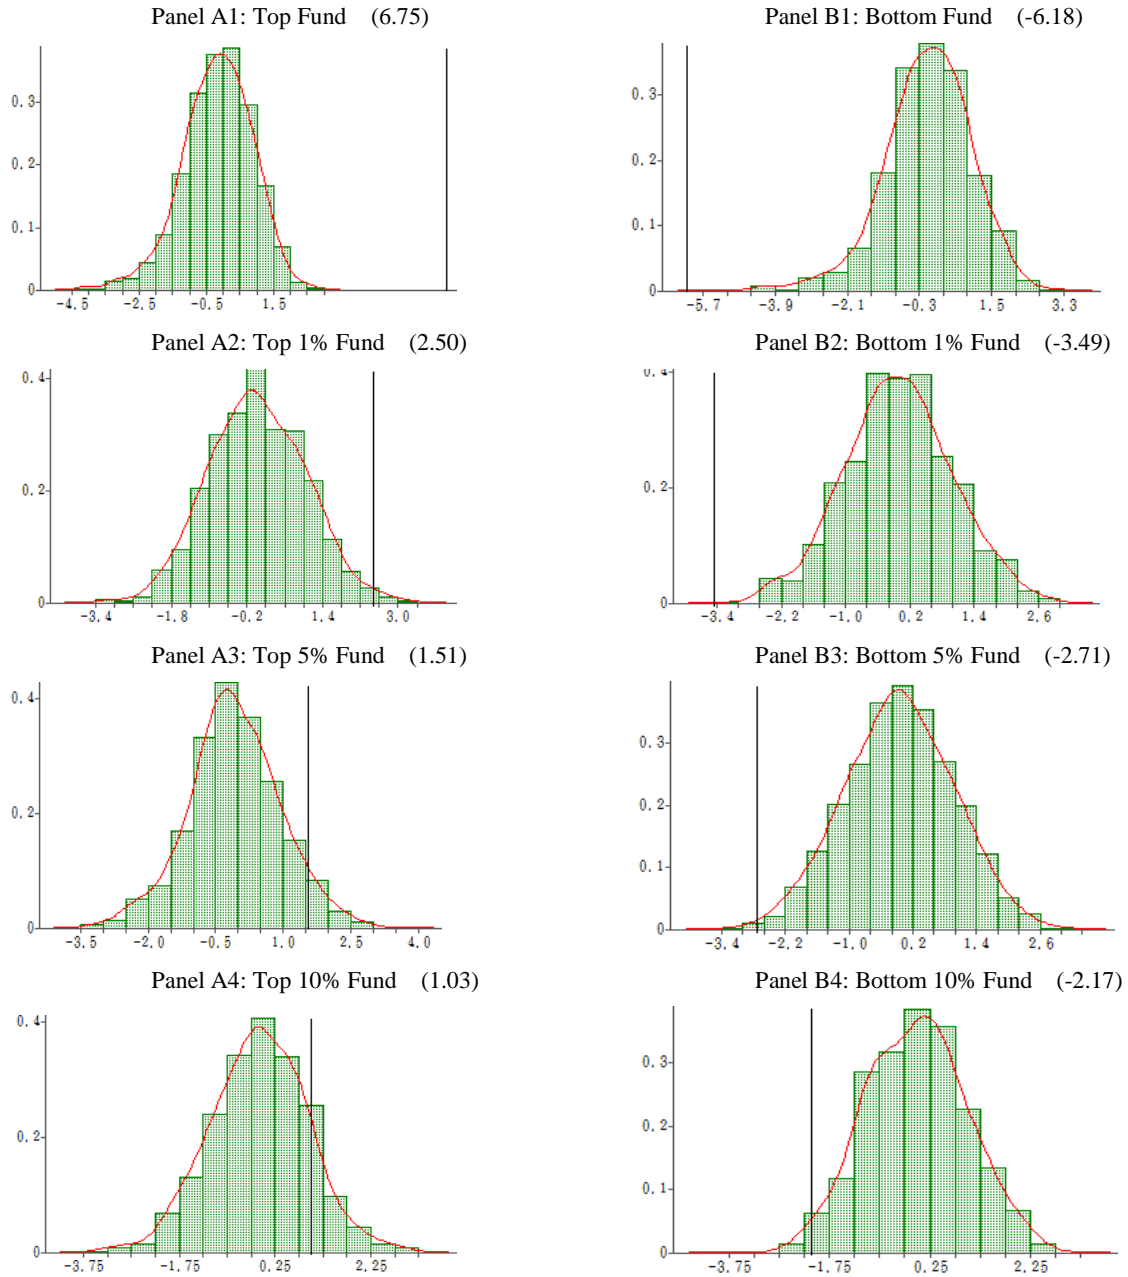 Panel A1: Top Fund (6.75)
0.3
0.2
0.1
0
-4.5 -2.5 -0.5 1.5
Panel B1: Bottom Fund (-6.18)
0.3
0.2
0.1
0
-5.7 -3.9 -2.1 -0.3 1.5 3.3
Panel A2: Top 1% Fund (2.50)
0.4
0.2
0
-3.4 -1.8 -0.2 1.4 3.0
Panel B2: Bottom 1% Fund (-3.49)
0.4
0.2
0
-3.4 -2.2 -1.0 0.2 1.4 2.6
Panel A3: Top 5% Fund (1.51)
0.4
0.2
0
-3.5 -2.0 -0.5 1.0 2.5 4.0
Panel B3: Bottom 5% Fund (-2.71)
0.3
0.2
0.1
0
-3.4 -2.2 -1.0 0.2 1.4 2.6
Panel A4: Top 10% Fund (1.03)
0.4
0.2
0
-3.75 -1.75 0.25 2.25
Panel B4: Bottom 10% Fund (-2.17)
0.3
0.2
0.1
0
-3.75 -1.75 0.25 2.25